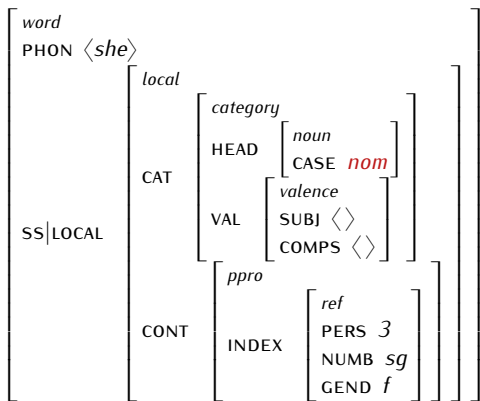 word
PHON ⟨she⟩
local
category
HEAD
noun
CASE nom
CAT
valence
VAL
SUBJ ⟨⟩
COMPS ⟨⟩
SS|LOCAL
ppro
ref
PERS 3
CONT
INDEX
NUMB sg
GEND f